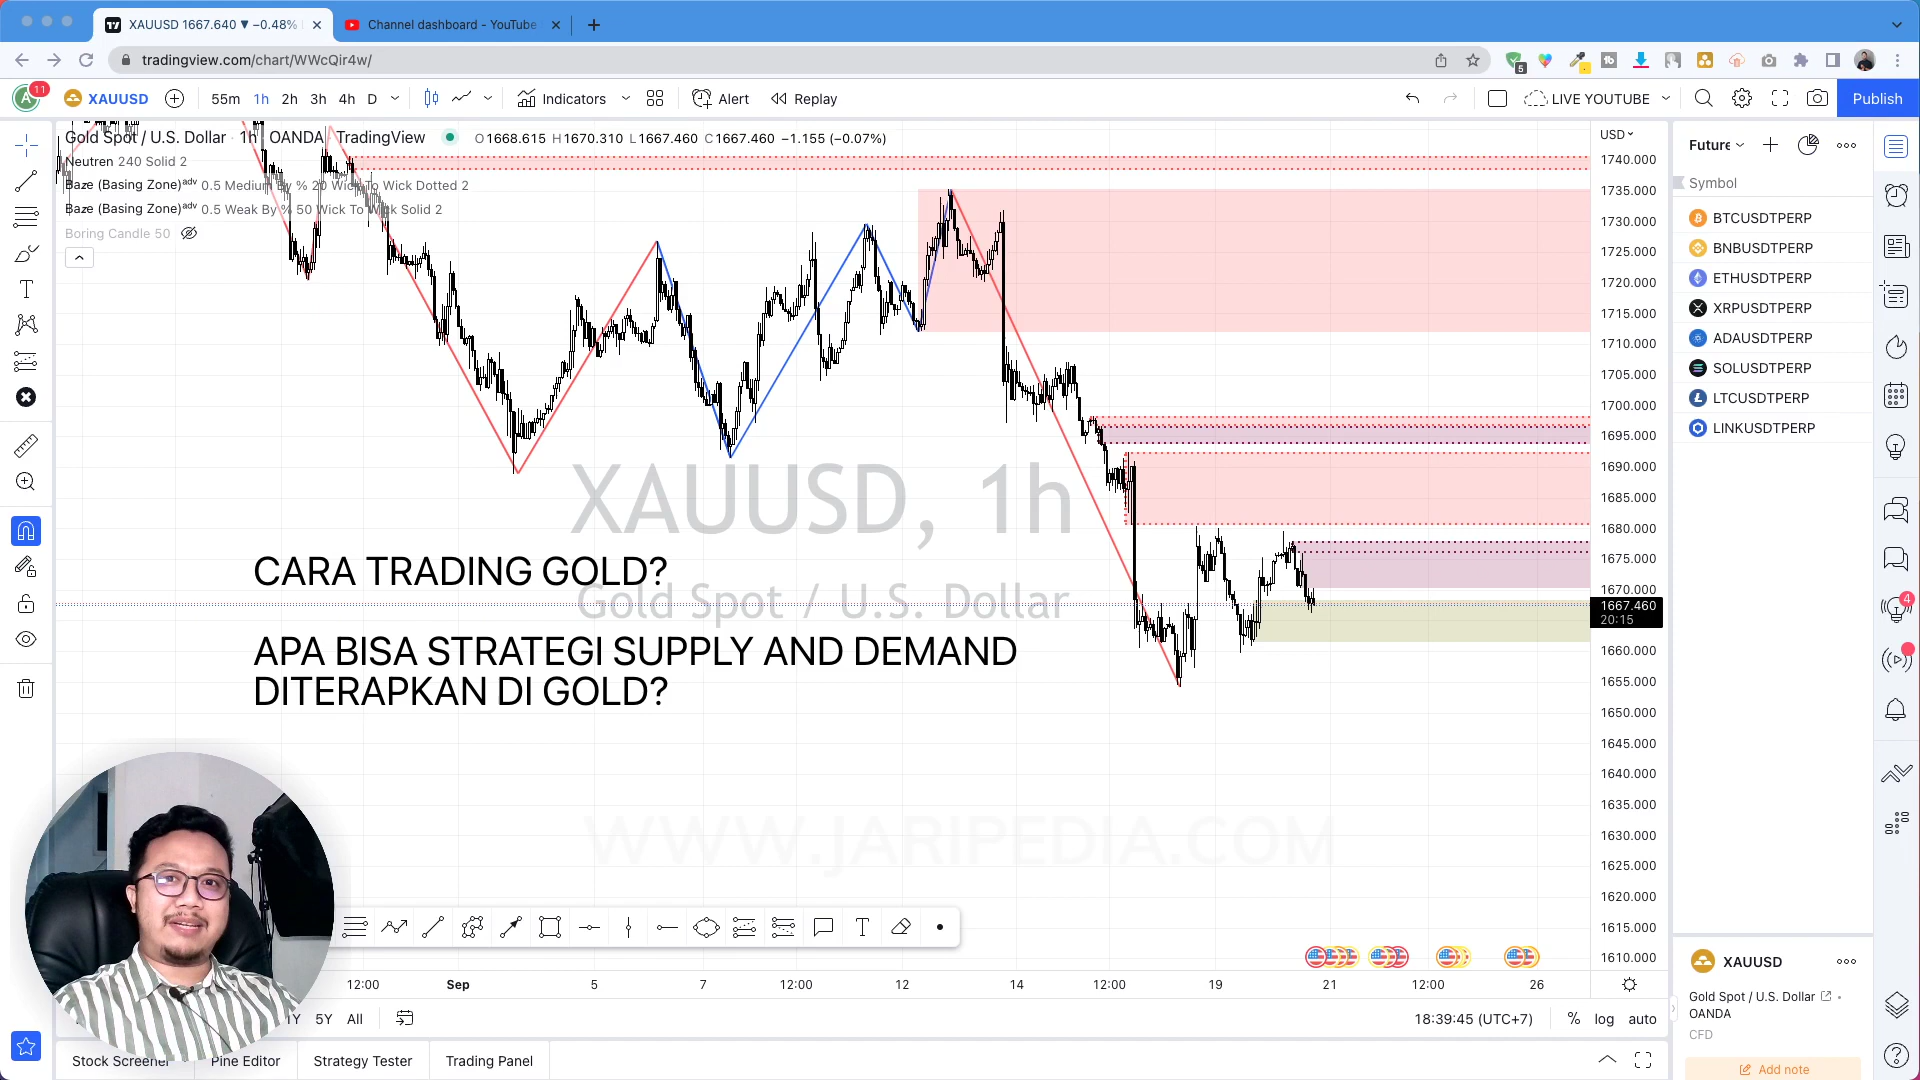 XAUUSD 1667.640 ▼ −0.48%
Channel dashboard - YouTube
tradingview.com/chart/WWcQir4w/
5
11
A
XAUUSD
55m 1h 2h 3h 4h D
Indicators
Alert
Replay
LIVE YOUTUBE
Publish
Gold Spot / U.S. Dollar · 1h · OANDA · TradingView
O1668.615 H1670.310 L1667.460 C1667.460 −1.155 (−0.07%)
Neutren 240 Solid 2
Baze (Basing Zone)adv 0.5 Medium By % 20 Wick To Wick Dotted 2
Baze (Basing Zone)adv 0.5 Weak By % 50 Wick To Wick Solid 2
Boring Candle 50
USD
1740.000
1735.000
1730.000
1725.000
1720.000
1715.000
1710.000
1705.000
1700.000
1695.000
1690.000
1685.000
1680.000
1675.000
1670.000
1667.460
20:15
1660.000
1655.000
1650.000
1645.000
1640.000
1635.000
1630.000
1625.000
1620.000
1615.000
1610.000
XAUUSD, 1h
Gold Spot / U.S. Dollar
CARA TRADING GOLD?
APA BISA STRATEGI SUPPLY AND DEMAND
DITERAPKAN DI GOLD?
WWW.JARIPEDIA.COM
12:00 Sep 5 7 12:00 12 14 12:00 19 21 12:00 26
1Y 5Y All
18:39:45 (UTC+7)
% log auto
Stock Screener
Pine Editor
Strategy Tester
Trading Panel
Future
Symbol
BTCUSDTPERP
BNBUSDTPERP
ETHUSDTPERP
XRPUSDTPERP
ADAUSDTPERP
SOLUSDTPERP
LTCUSDTPERP
LINKUSDTPERP
4
XAUUSD
Gold Spot / U.S. Dollar
OANDA
CFD
Add note